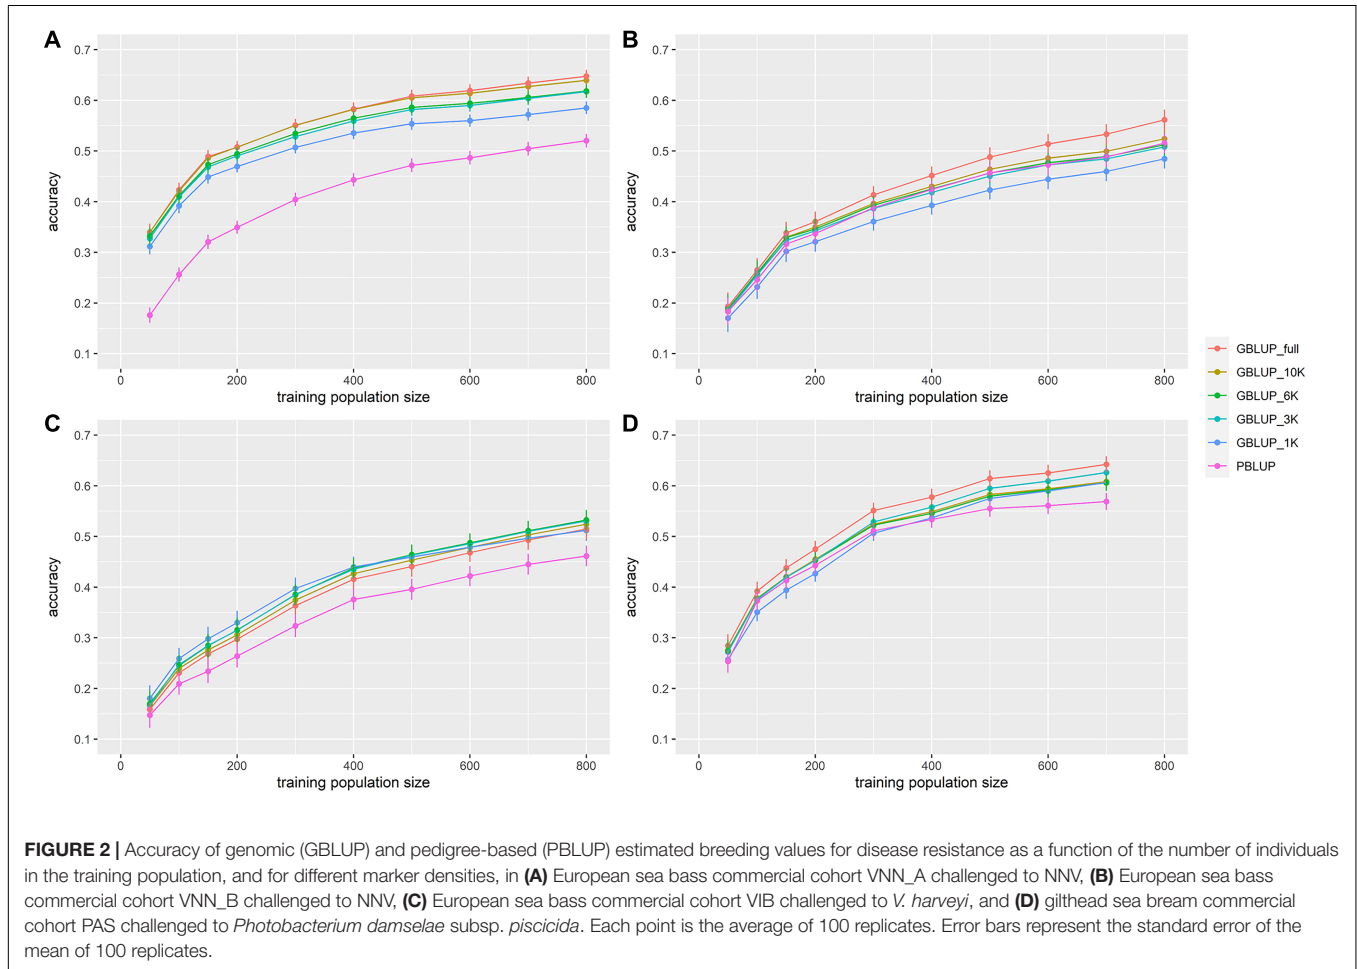 A
0.7
0.6
0.5
0.4
0.3
0.2
0.1
accuracy
0
200
400
600
800
training population size
B
0.7
0.6
0.5
0.4
0.3
0.2
0.1
accuracy
0
200
400
600
800
training population size
C
0.7
0.6
0.5
0.4
0.3
0.2
0.1
accuracy
0
200
400
600
800
training population size
D
0.7
0.6
0.5
0.4
0.3
0.2
0.1
accuracy
0
200
400
600
800
training population size
GBLUP_full
GBLUP_10K
GBLUP_6K
GBLUP_3K
GBLUP_1K
PBLUP
FIGURE 2 | Accuracy of genomic (GBLUP) and pedigree-based (PBLUP) estimated breeding values for disease resistance as a function of the number of individuals
in the training population, and for different marker densities, in (A) European sea bass commercial cohort VNN_A challenged to NNV, (B) European sea bass
commercial cohort VNN_B challenged to NNV, (C) European sea bass commercial cohort VIB challenged to V. harveyi, and (D) gilthead sea bream commercial
cohort PAS challenged to Photobacterium damselae subsp. piscicida. Each point is the average of 100 replicates. Error bars represent the standard error of the
mean of 100 replicates.